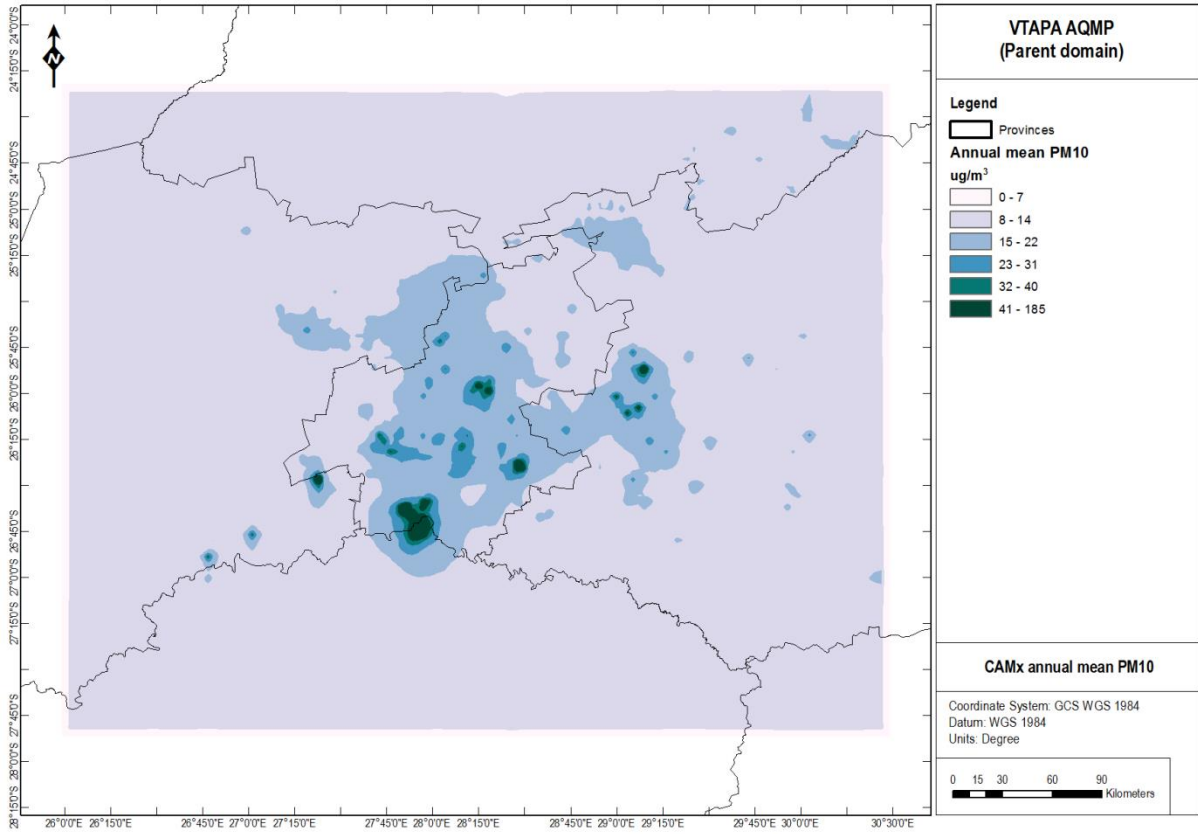 N
24°0'0"S
24°15'0"S
24°45'0"S
25°0'0"S
25°15'0"S
25°45'0"S
26°0'0"S
26°15'0"S
26°45'0"S
27°0'0"S
27°15'0"S
27°45'0"S
28°0'0"S
28°15'0"S
26°0'0"E 26°15'0"E 26°45'0"E 27°0'0"E 27°15'0"E 27°45'0"E 28°0'0"E 28°15'0"E 28°45'0"E 29°0'0"E 29°15'0"E 29°45'0"E 30°0'0"E 30°30'0"E
VTAPA AQMP
(Parent domain)
Legend
Provinces
Annual mean PM10
ug/m³
0 - 7
8 - 14
15 - 22
23 - 31
32 - 40
41 - 185
CAMx annual mean PM10
Coordinate System: GCS WGS 1984
Datum: WGS 1984
Units: Degree
0 15 30 60 90
Kilometers